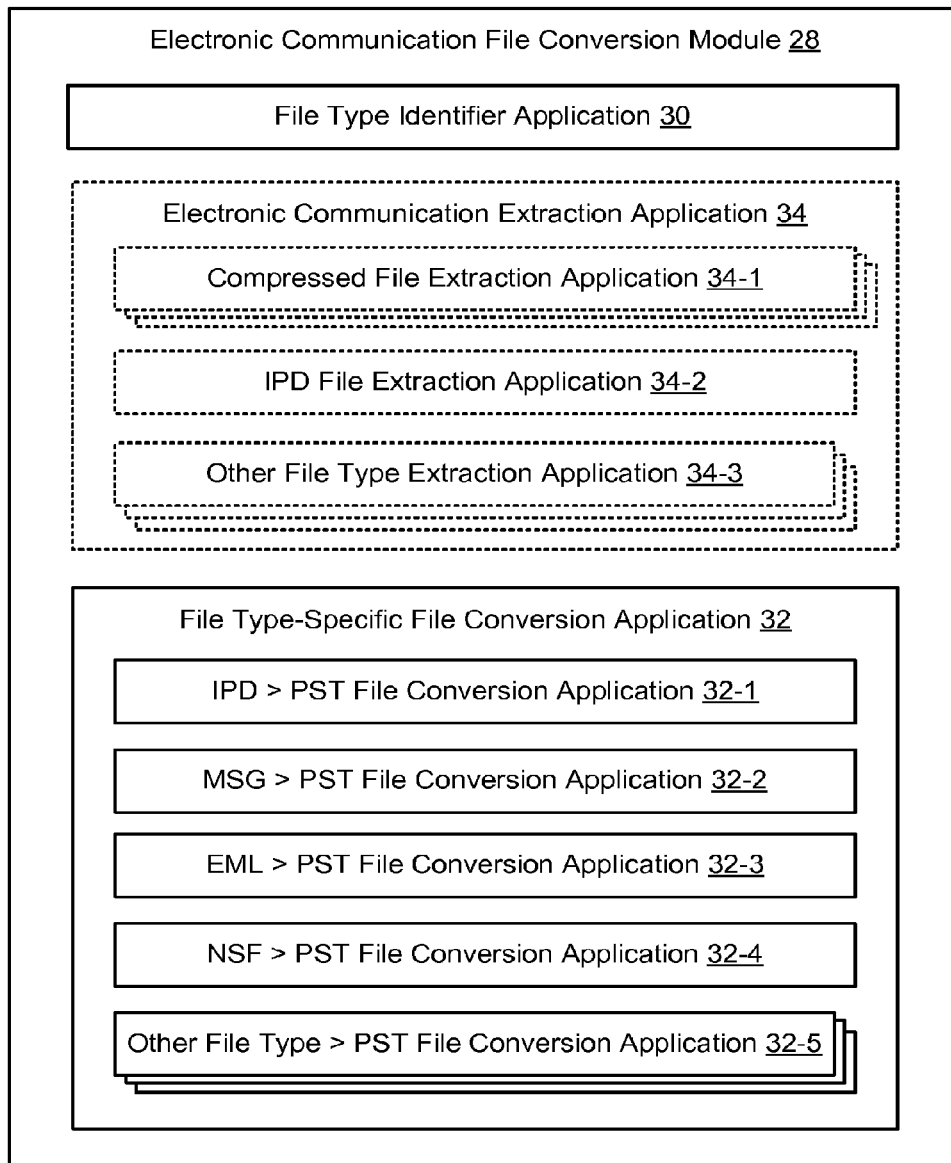 Electronic Communication File Conversion Module 28
File Type Identifier Application 30
Electronic Communication Extraction Application 34
Compressed File Extraction Application 34-1
IPD File Extraction Application 34-2
Other File Type Extraction Application 34-3
File Type-Specific File Conversion Application 32
IPD > PST File Conversion Application 32-1
MSG > PST File Conversion Application 32-2
EML > PST File Conversion Application 32-3
NSF > PST File Conversion Application 32-4
Other File Type > PST File Conversion Application 32-5